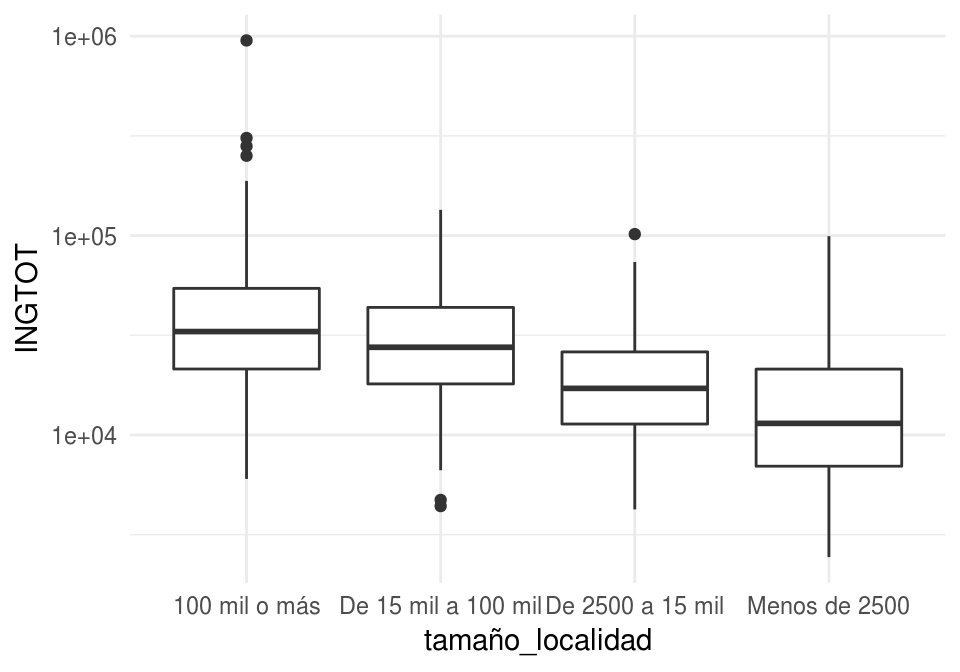 1e+06
1e+05
1e+04
INGTOT
100 mil o más De 15 mil a 100 mil De 2500 a 15 mil Menos de 2500
tamaño_localidad